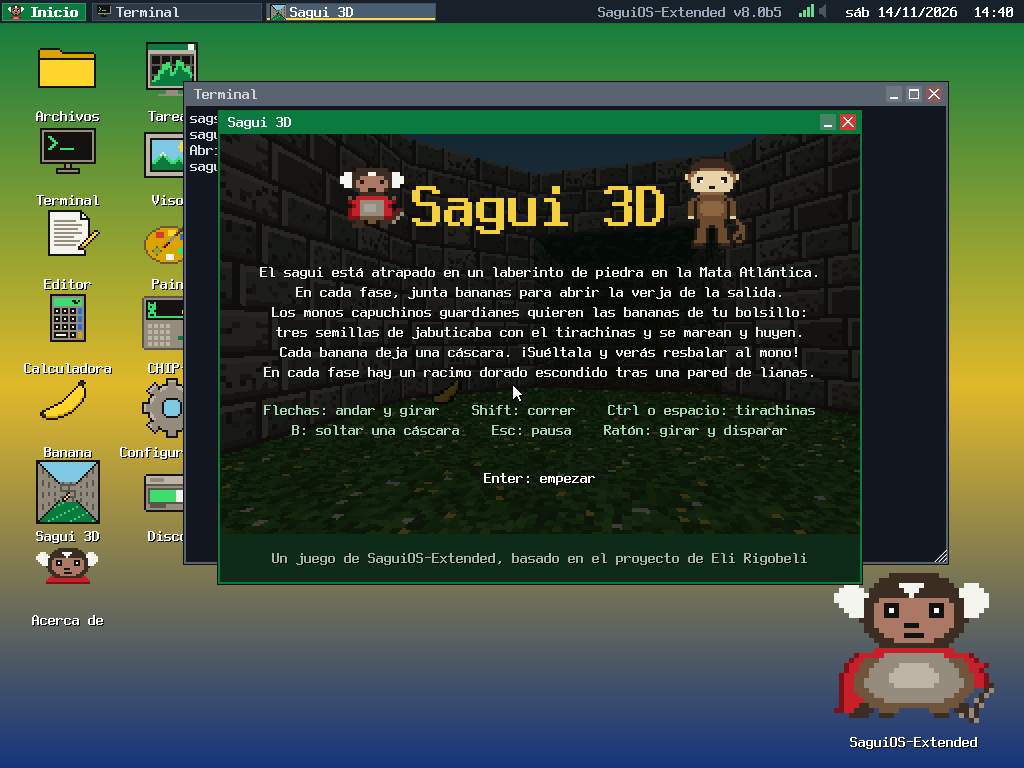 Inicio
Terminal
Sagui 3D
SaguiOS-Extended v8.0b5
sáb 14/11/2026
14:40
Archivos
Terminal
Editor
Calculadora
Banana
Sagui 3D
Acerca de
Terminal
Sagui 3D
Sagui 3D
El sagui está atrapado en un laberinto de piedra en la Mata Atlántica.
En cada fase, junta bananas para abrir la verja de la salida.
Los monos capuchinos guardianes quieren las bananas de tu bolsillo:
tres semillas de jabuticaba con el tirachinas y se marean y huyen.
Cada banana deja una cáscara. ¡Suéltala y verás resbalar al mono!
En cada fase hay un racimo dorado escondido tras una pared de lianas.
Flechas: andar y girar Shift: correr Ctrl o espacio: tirachinas
B: soltar una cáscara Esc: pausa Ratón: girar y disparar
Enter: empezar
Un juego de SaguiOS-Extended, basado en el proyecto de Eli Rigobeli
SaguiOS-Extended